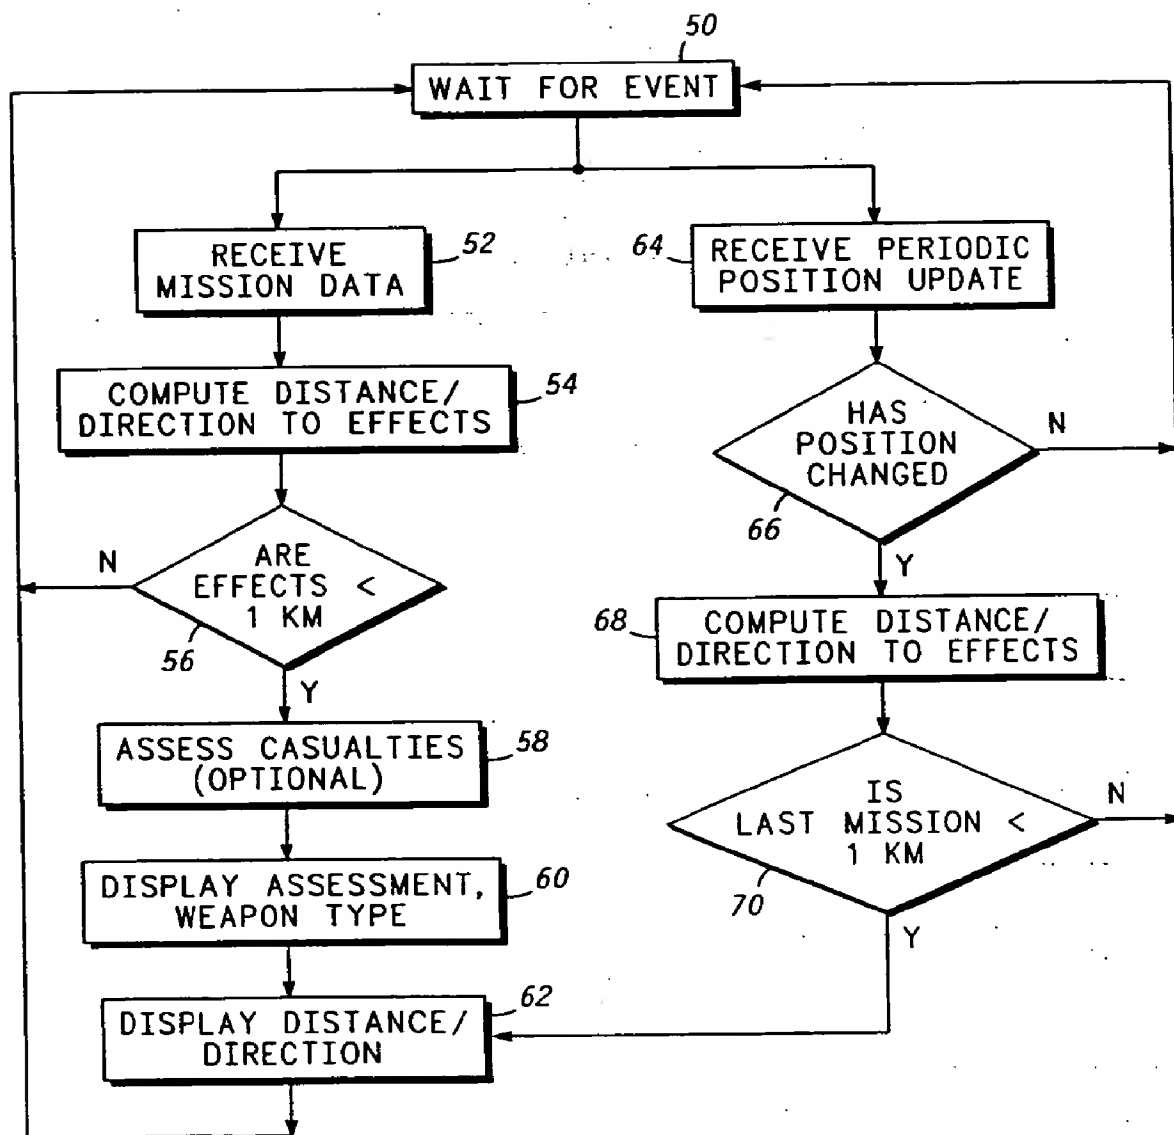 50
WAIT FOR EVENT
RECEIVE
MISSION DATA
52
COMPUTE DISTANCE/
DIRECTION TO EFFECTS
54
ARE
EFFECTS <
1 KM
N
56
Y
ASSESS CASUALTIES
(OPTIONAL)
58
DISPLAY ASSESSMENT,
WEAPON TYPE
60
DISPLAY DISTANCE/
DIRECTION
62
64
RECEIVE PERIODIC
POSITION UPDATE
HAS
POSITION
CHANGED
N
66
Y
68
COMPUTE DISTANCE/
DIRECTION TO EFFECTS
IS
LAST MISSION <
1 KM
N
70
Y